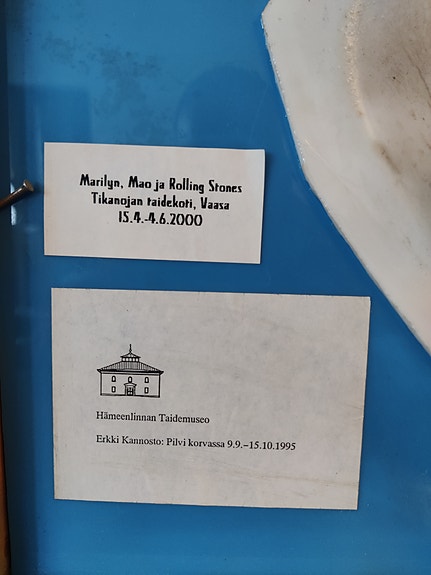 Marilyn, Mao ja Rolling Stones
Tikanojan taidekoti, Vaasa
15.4.-4.6.2000
Hämeenlinnan Taidemuseo
Erkki Kannosto: Pilvi korvassa 9.9.–15.10.1995